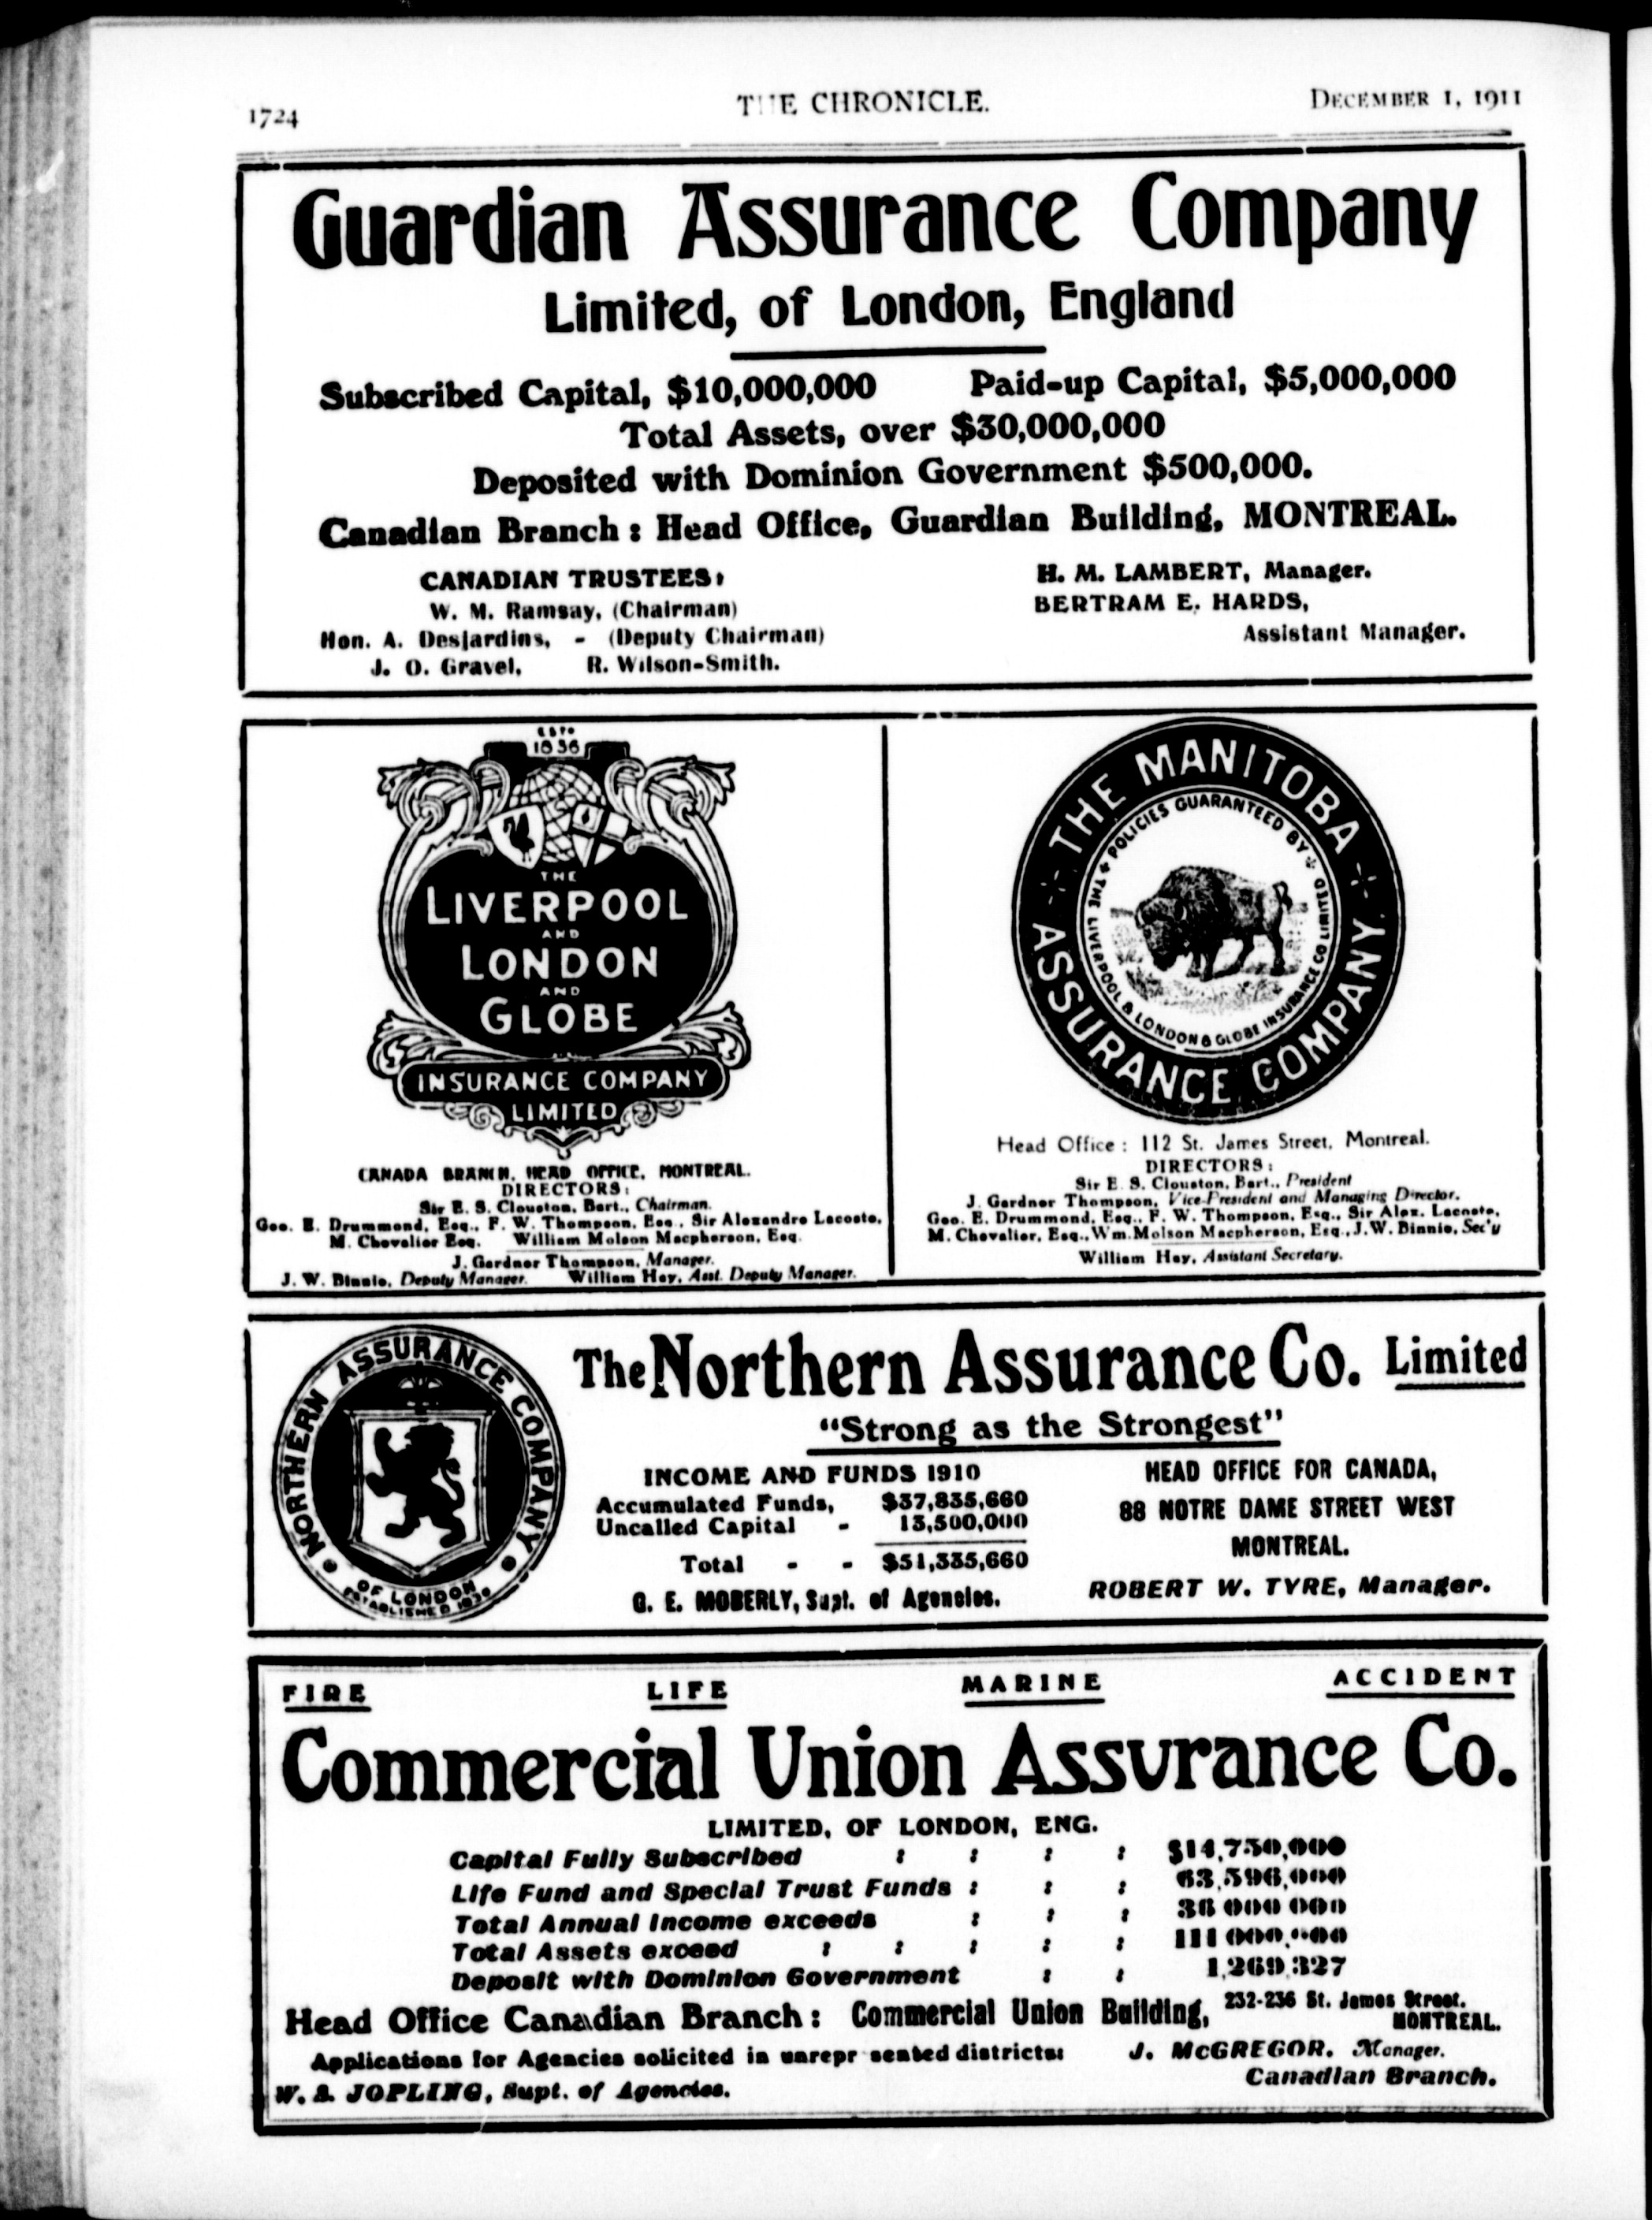 1724
THE CHRONICLE.
DECEMBER 1, 1911
Guardian Assurance Company
Limited, of London, England
Subscribed Capital, $10,000,000 Paid-up Capital, $5,000,000
Total Assets, over $30,000,000
Deposited with Dominion Government $500,000.
Canadian Branch: Head Office, Guardian Building, MONTREAL.
CANADIAN TRUSTEES:
W. M. Ramsay, (Chairman)
Hon. A. Desjardins, - (Deputy Chairman)
J. O. Gravel, R. Wilson-Smith.
H. M. LAMBERT, Manager.
BERTRAM E. HARDS,
Assistant Manager.
ESTD
1836
THE
LIVERPOOL
AND
LONDON
AND
GLOBE
INSURANCE COMPANY
LIMITED
CANADA BRANCH, HEAD OFFICE, MONTREAL.
DIRECTORS:
Sir E. S. Clouston, Bart., Chairman.
Geo. E. Drummond, Esq., F. W. Thompson, Esq., Sir Alexandre Lacoste,
M. Chevalier Esq. William Molson Macpherson, Esq.
J. Gardner Thompson, Manager.
J. W. Binnie, Deputy Manager. William Hay, Asst. Deputy Manager.
THE MANITOBA
ASSURANCE COMPANY
POLICIES GUARANTEED BY
THE LIVERPOOL & LONDON & GLOBE INSURANCE CO LIMITED
Head Office: 112 St. James Street, Montreal.
DIRECTORS:
Sir E. S. Clouston, Bart., President
J. Gardner Thompson, Vice-President and Managing Director.
Geo. E. Drummond, Esq., F. W. Thompson, Esq., Sir Alex. Lacoste,
M. Chevalier, Esq., Wm. Molson Macpherson, Esq., J. W. Binnie, Sec'y
William Hay, Assistant Secretary.
NORTHERN ASSURANCE COMPANY
OF LONDON
ESTABLISHED 1836
The Northern Assurance Co. Limited
"Strong as the Strongest"
INCOME AND FUNDS 1910
Accumulated Funds, $37,835,660
Uncalled Capital - 13,500,000
Total - - $51,335,660
G. E. MOBERLY, Supt. of Agencies.
HEAD OFFICE FOR CANADA,
88 NOTRE DAME STREET WEST
MONTREAL.
ROBERT W. TYRE, Manager.
FIRE LIFE MARINE ACCIDENT
Commercial Union Assurance Co.
LIMITED, OF LONDON, ENG.
Capital Fully Subscribed : : : : $14,750,000
Life Fund and Special Trust Funds : : : 63,596,000
Total Annual Income exceeds : : : 36 000 000
Total Assets exceed : : : : : 111 000,000
Deposit with Dominion Government : : 1,269,327
Head Office Canadian Branch: Commercial Union Building, 232-236 St. James Street.
MONTREAL.
Applications for Agencies solicited in unrepr sented districts: J. McGREGOR, Manager.
Canadian Branch.
W. S. JOPLING, Supt. of Agencies.